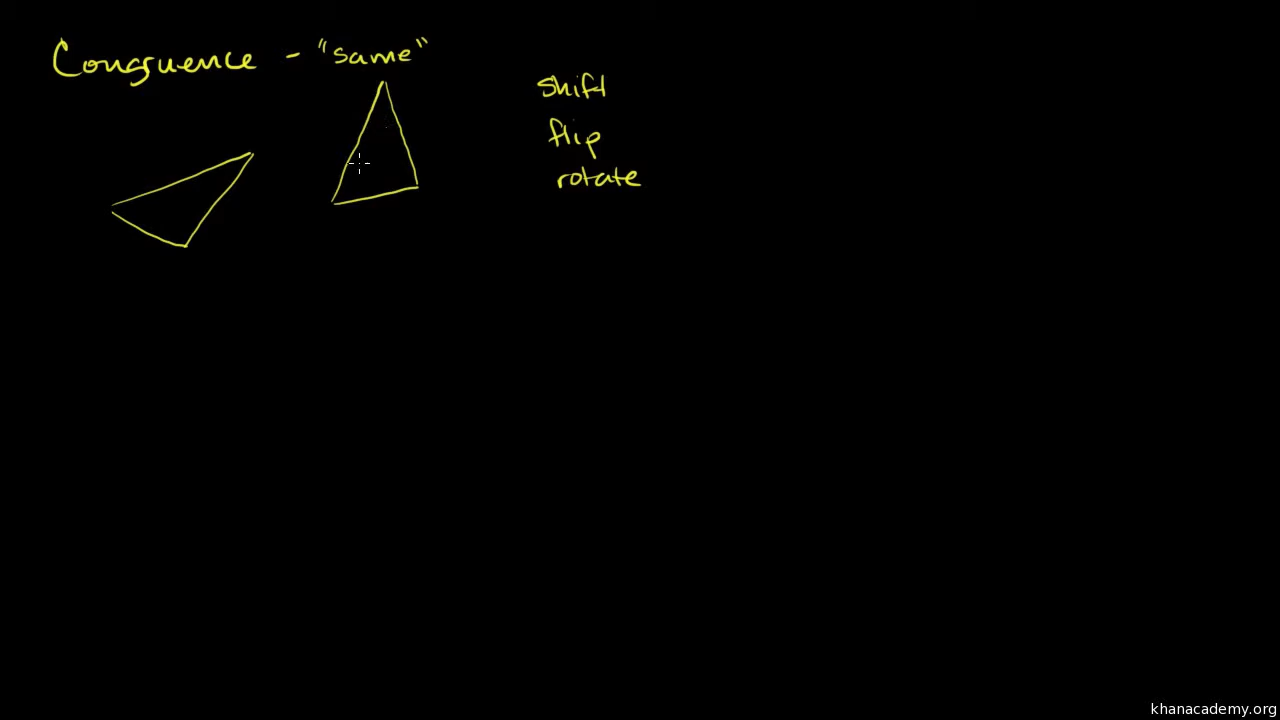 Congruence - "same"
shift
flip
rotate
khanacademy.org